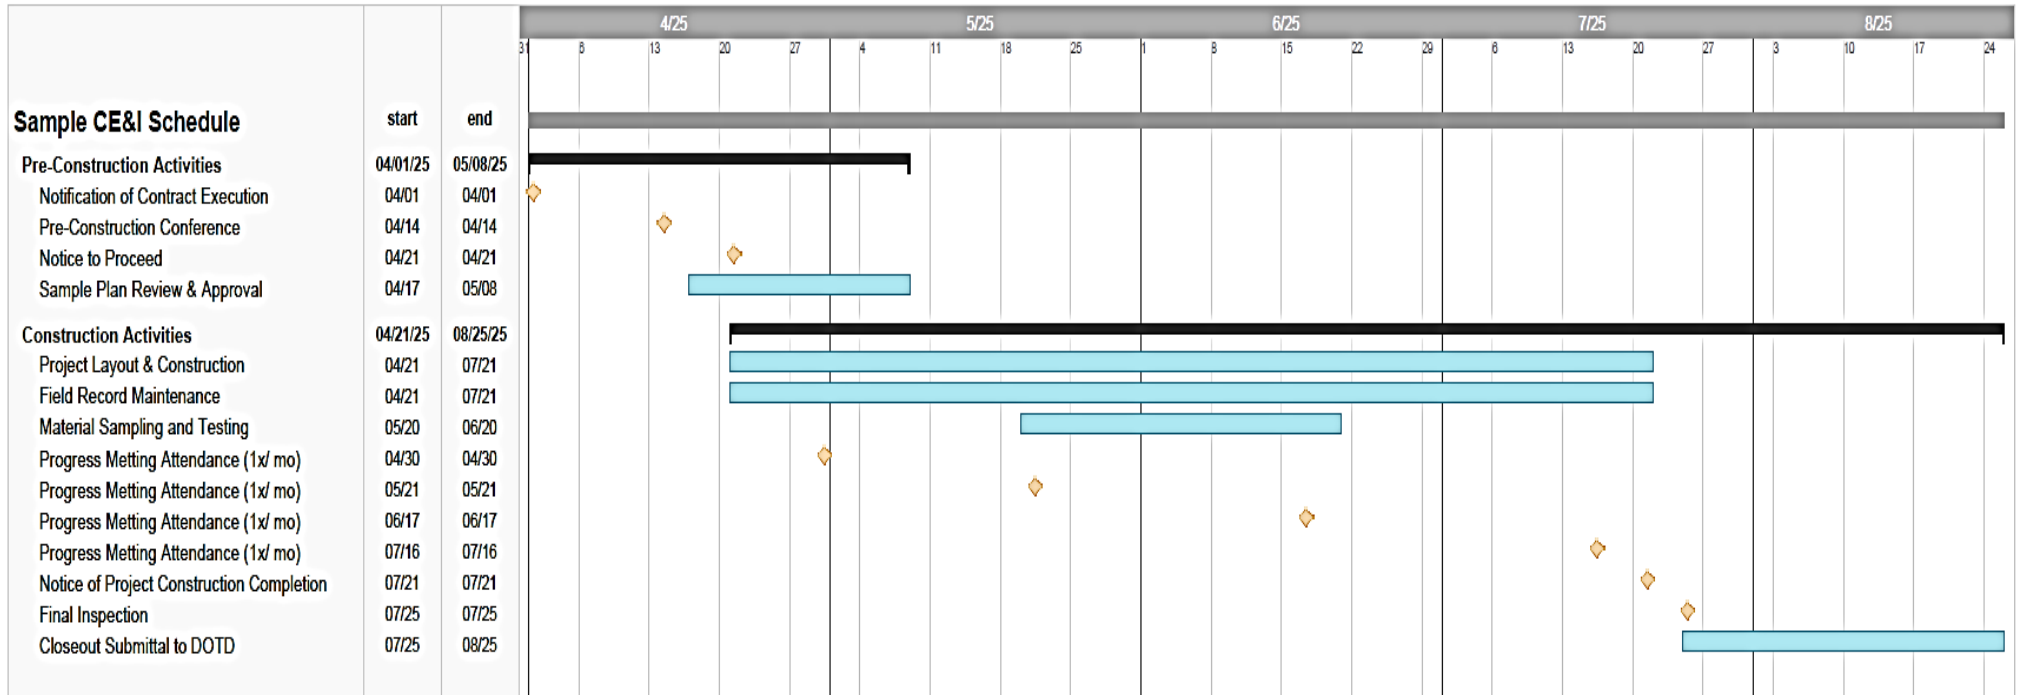 4/25 5/25 6/25 7/25 8/25
31 6 13 20 27 4 11 18 25 1 8 15 22 29 6 13 20 27 3 10 17 24
Sample CE&I Schedule start end
Pre-Construction Activities 04/01/25 05/08/25
Notification of Contract Execution 04/01 04/01
Pre-Construction Conference 04/14 04/14
Notice to Proceed 04/21 04/21
Sample Plan Review & Approval 04/17 05/08
Construction Activities 04/21/25 08/25/25
Project Layout & Construction 04/21 07/21
Field Record Maintenance 04/21 07/21
Material Sampling and Testing 05/20 06/20
Progress Metting Attendance (1x/ mo) 04/30 04/30
Progress Metting Attendance (1x/ mo) 05/21 05/21
Progress Metting Attendance (1x/ mo) 06/17 06/17
Progress Metting Attendance (1x/ mo) 07/16 07/16
Notice of Project Construction Completion 07/21 07/21
Final Inspection 07/25 07/25
Closeout Submittal to DOTD 07/25 08/25